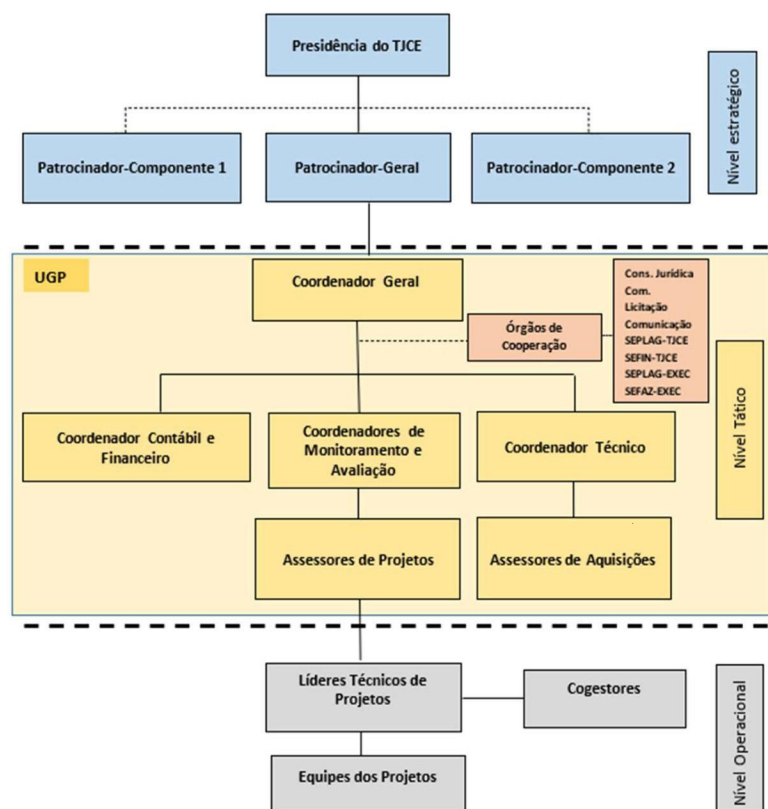 Presidência do TJCE
Patrocinador-Componente 1
Patrocinador-Geral
Patrocinador-Componente 2
Nível estratégico
UGP
Coordenador Geral
Órgãos de
Cooperação
Cons. Jurídica
Com.
Licitação
Comunicação
SEPLAG-TJCE
SEFIN-TJCE
SEPLAG-EXEC
SEFAZ-EXEC
Coordenador Contábil e
Financeiro
Coordenadores de
Monitoramento e
Avaliação
Coordenador Técnico
Nível Tático
Assessores de Projetos
Assessores de Aquisições
Líderes Técnicos de
Projetos
Cogestores
Equipes dos Projetos
Nível Operacional